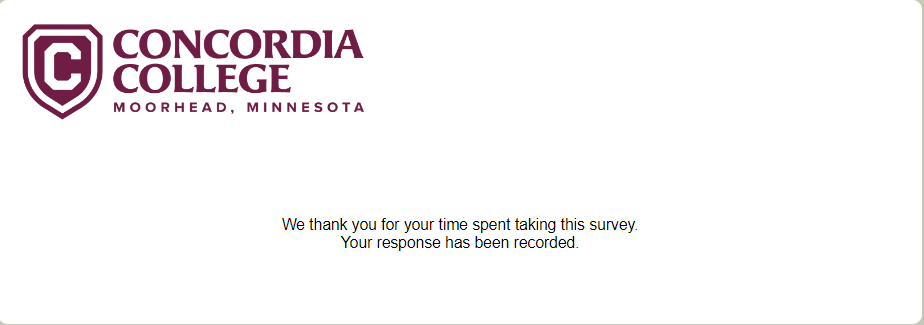 C
CONCORDIA
COLLEGE
MOORHEAD, MINNESOTA
We thank you for your time spent taking this survey.
Your response has been recorded.